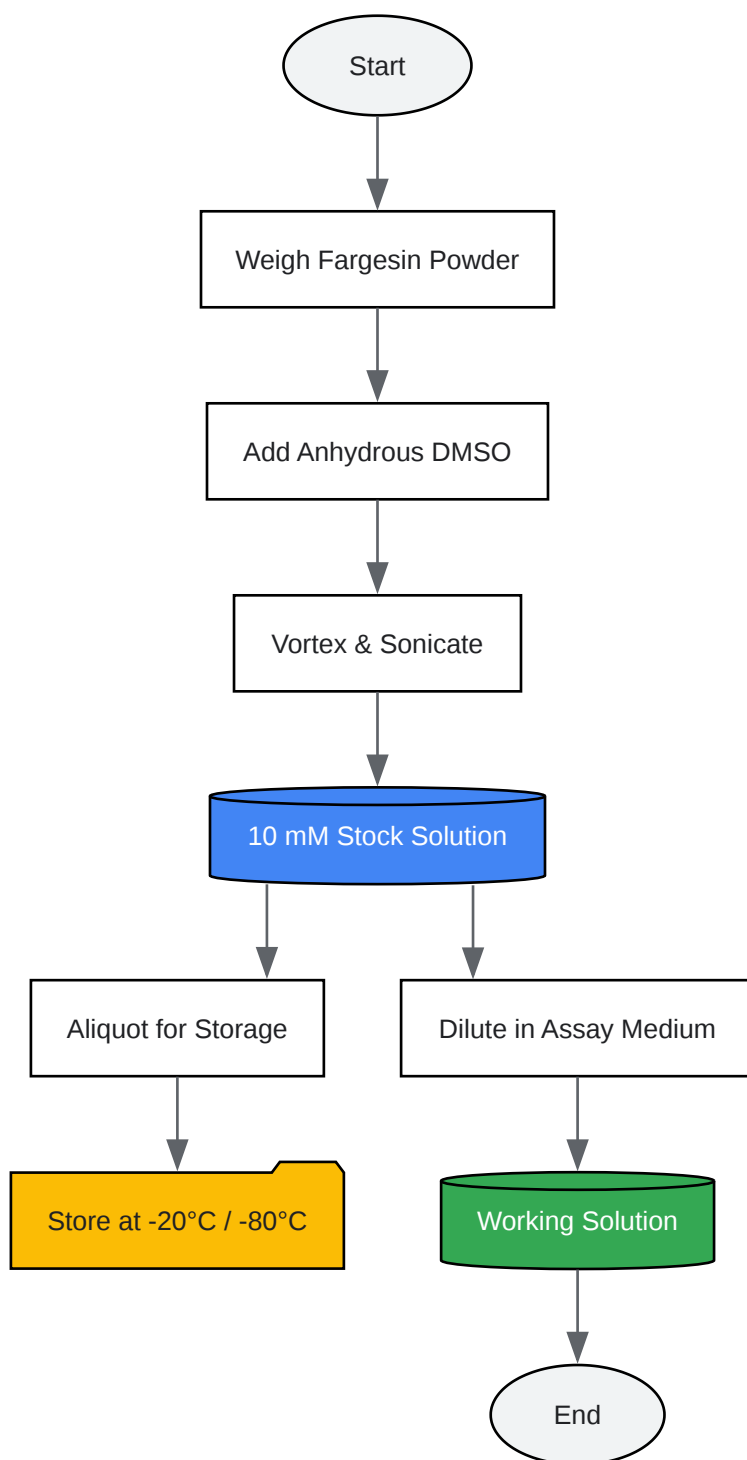 Start
Weigh Fargesin Powder
Add Anhydrous DMSO
Vortex & Sonicate
10 mM Stock Solution
Aliquot for Storage
Dilute in Assay Medium
Store at -20°C / -80°C
Working Solution
End